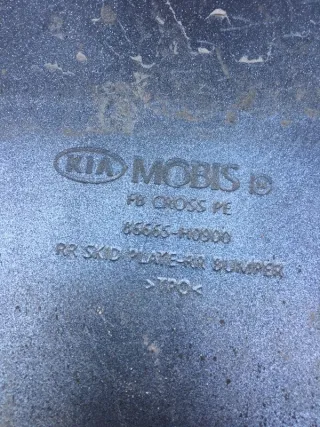 KIA MOBIS
FB CROSS PE
86665-H0900
RR SKID PLATE-RR BUMPER
>TPO<